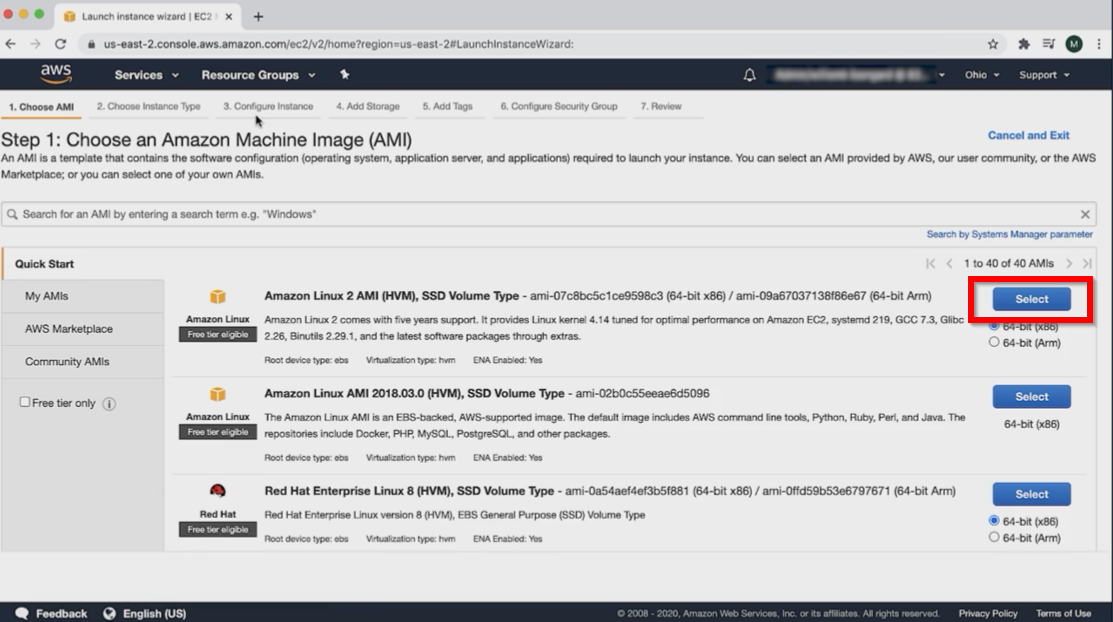 Launch instance wizard | EC2
us-east-2.console.aws.amazon.com/ec2/v2/home?region=us-east-2#LaunchInstanceWizard:
M
aws Services Resource Groups Ohio Support
1. Choose AMI 2. Choose Instance Type 3. Configure Instance 4. Add Storage 5. Add Tags 6. Configure Security Group 7. Review
Step 1: Choose an Amazon Machine Image (AMI) Cancel and Exit
An AMI is a template that contains the software configuration (operating system, application server, and applications) required to launch your instance. You can select an AMI provided by AWS, our user community, or the AWS
Marketplace; or you can select one of your own AMIs.
Search for an AMI by entering a search term e.g. "Windows"
Search by Systems Manager parameter
Quick Start 1 to 40 of 40 AMIs
My AMIs
AWS Marketplace
Community AMIs
Free tier only
Amazon Linux 2 AMI (HVM), SSD Volume Type - ami-07c8bc5c1ce9598c3 (64-bit x86) / ami-09a67037138f86e67 (64-bit Arm) Select
Amazon Linux
Free tier eligible
Amazon Linux 2 comes with five years support. It provides Linux kernel 4.14 tuned for optimal performance on Amazon EC2, systemd 219, GCC 7.3, Glibc
2.26, Binutils 2.29.1, and the latest software packages through extras.
64-bit (x86)
64-bit (Arm)
Root device type: ebs Virtualization type: hvm ENA Enabled: Yes
Amazon Linux AMI 2018.03.0 (HVM), SSD Volume Type - ami-02b0c55eeae6d5096 Select
Amazon Linux
Free tier eligible
The Amazon Linux AMI is an EBS-backed, AWS-supported image. The default image includes AWS command line tools, Python, Ruby, Perl, and Java. The
repositories include Docker, PHP, MySQL, PostgreSQL, and other packages.
64-bit (x86)
Root device type: ebs Virtualization type: hvm ENA Enabled: Yes
Red Hat Enterprise Linux 8 (HVM), SSD Volume Type - ami-0a54aef4ef3b5f881 (64-bit x86) / ami-0ffd59b53e6797671 (64-bit Arm) Select
Red Hat
Free tier eligible
Red Hat Enterprise Linux version 8 (HVM), EBS General Purpose (SSD) Volume Type
64-bit (x86)
64-bit (Arm)
Root device type: ebs Virtualization type: hvm ENA Enabled: Yes
Feedback English (US) © 2008 - 2020, Amazon Web Services, Inc. or its affiliates. All rights reserved. Privacy Policy Terms of Use